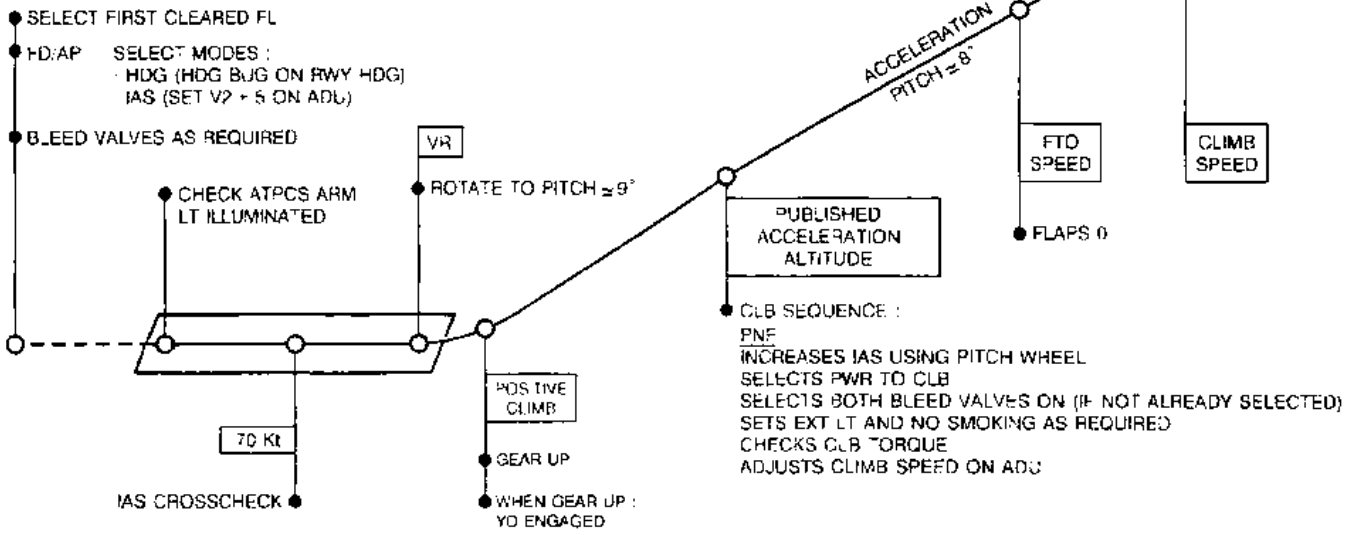 SELECT FIRST CLEARED FL
FD/AP SELECT MODES :
- HDG (HDG BUG ON RWY HDG)
IAS (SET V2 + 5 ON ADU)
BLEED VALVES AS REQUIRED
CHECK ATPCS ARM
LT ILLUMINATED
VR
ROTATE TO PITCH ≃ 9°
70 Kt
IAS CROSSCHECK
POSITIVE
CLIMB
GEAR UP
WHEN GEAR UP :
YD ENGAGED
PUBLISHED
ACCELERATION
ALTITUDE
CLB SEQUENCE :
PNF
INCREASES IAS USING PITCH WHEEL
SELECTS PWR TO CLB
SELECTS BOTH BLEED VALVES ON (IF NOT ALREADY SELECTED)
SETS EXT LT AND NO SMOKING AS REQUIRED
CHECKS CLB TORQUE
ADJUSTS CLIMB SPEED ON ADU
ACCELERATION
PITCH ≃ 8°
FTO
SPEED
FLAPS 0
CLIMB
SPEED